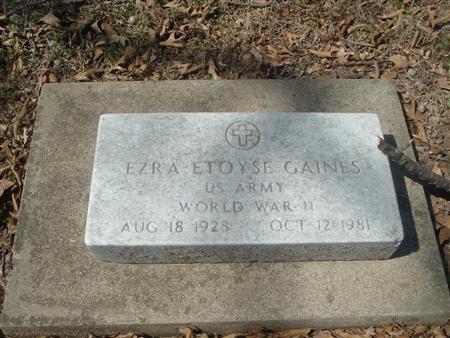 EZRA ETOYSE GAINES
US ARMY
WORLD WAR II
AUG 18 1928 OCT 12 1981